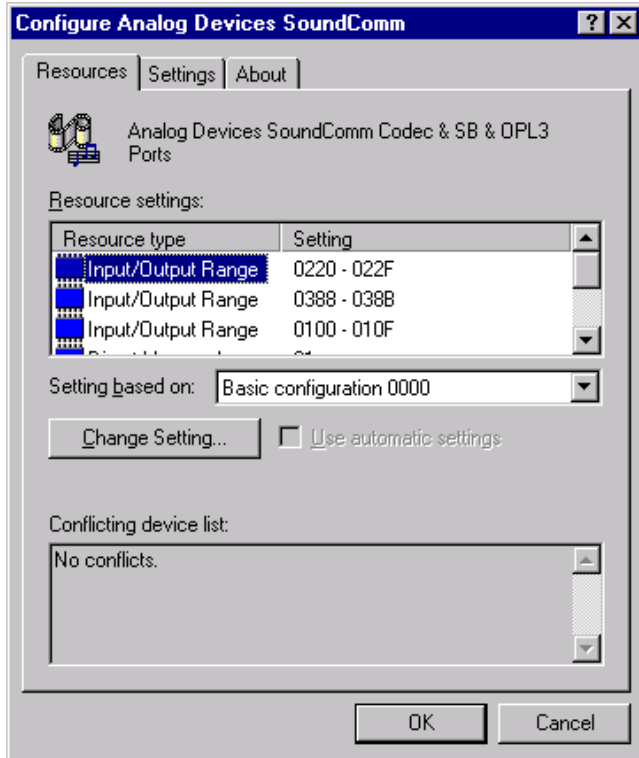 Configure Analog Devices SoundComm
Resources Settings About
Analog Devices SoundComm Codec & SB & OPL3
Ports
Resource settings:
Resource type Setting
Input/Output Range 0220 - 022F
Input/Output Range 0388 - 038B
Input/Output Range 0100 - 010F
Setting based on: Basic configuration 0000
Change Setting... Use automatic settings
Conflicting device list:
No conflicts.
OK Cancel